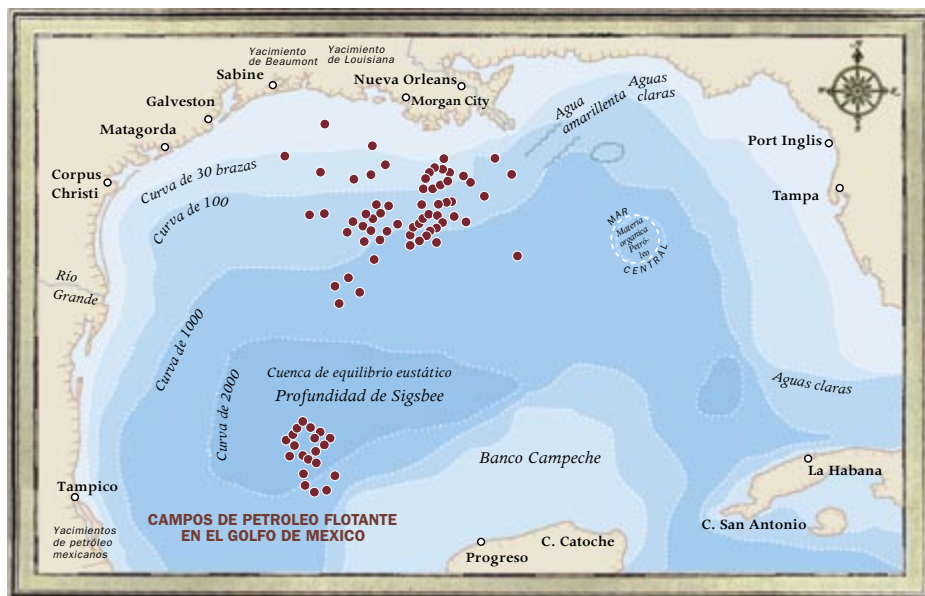 Yacimiento
de Beaumont
Yacimiento
de Louisiana
Sabine
Nueva Orleans
Morgan City
Galveston
Matagorda
Corpus
Christi
Curva de 30 brazas
Curva de 100
Agua
amarillenta
Aguas
claras
Port Inglis
Tampa
MAR
Materia
organica
Petró-
leo
CENTRAL
Río
Grande
Curva de 1000
Curva de 2000
Cuenca de equilibrio eustático
Profundidad de Sigsbee
Aguas claras
Banco Campeche
La Habana
Tampico
C. San Antonio
CAMPOS DE PETROLEO FLOTANTE
EN EL GOLFO DE MEXICO
Yacimientos
de petróleo
mexicanos
C. Catoche
Progreso